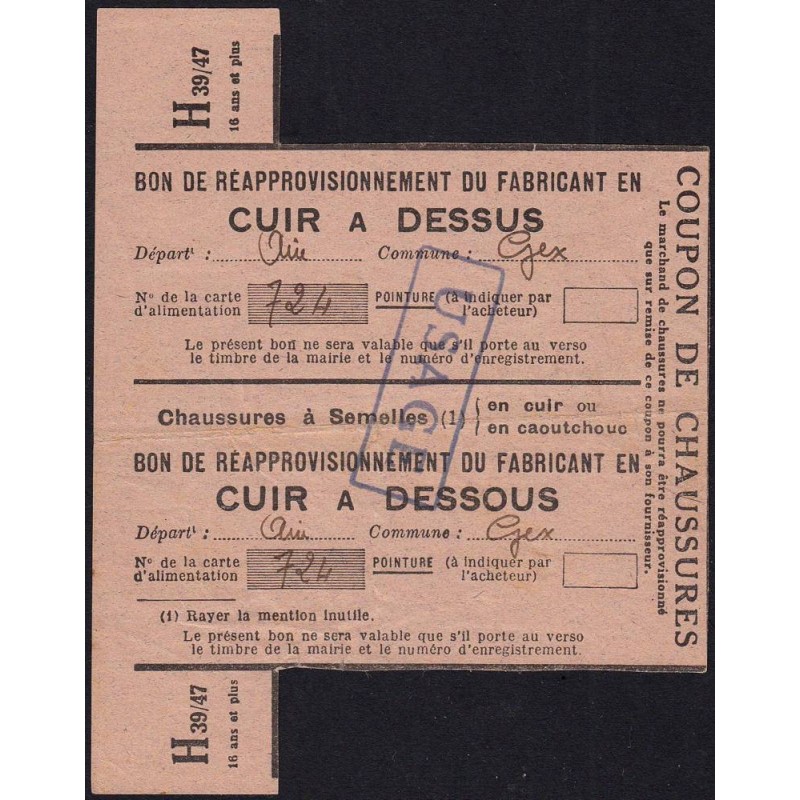 H 39/47
16 ans et plus
BON DE RÉAPPROVISIONNEMENT DU FABRICANT EN
CUIR A DESSUS
Départ' : Ain Commune : Gex
N° de la carte d'alimentation 724 POINTURE (à indiquer par l'acheteur)
Le présent bon ne sera valable que s'il porte au verso
le timbre de la mairie et le numéro d'enregistrement.
USAGE
Chaussures à Semelles (1) { en cuir ou
en caoutchouc
BON DE RÉAPPROVISIONNEMENT DU FABRICANT EN
CUIR A DESSOUS
Départ' : Ain Commune : Gex
N° de la carte d'alimentation 724 POINTURE (à indiquer par l'acheteur)
(1) Rayer la mention inutile.
Le présent bon ne sera valable que s'il porte au verso
le timbre de la mairie et le numéro d'enregistrement.
H 39/47
16 ans et plus
COUPON DE CHAUSSURES
Le marchand de chaussures ne pourra être réapprovisionné
que sur remise de ce coupon à son fournisseur.